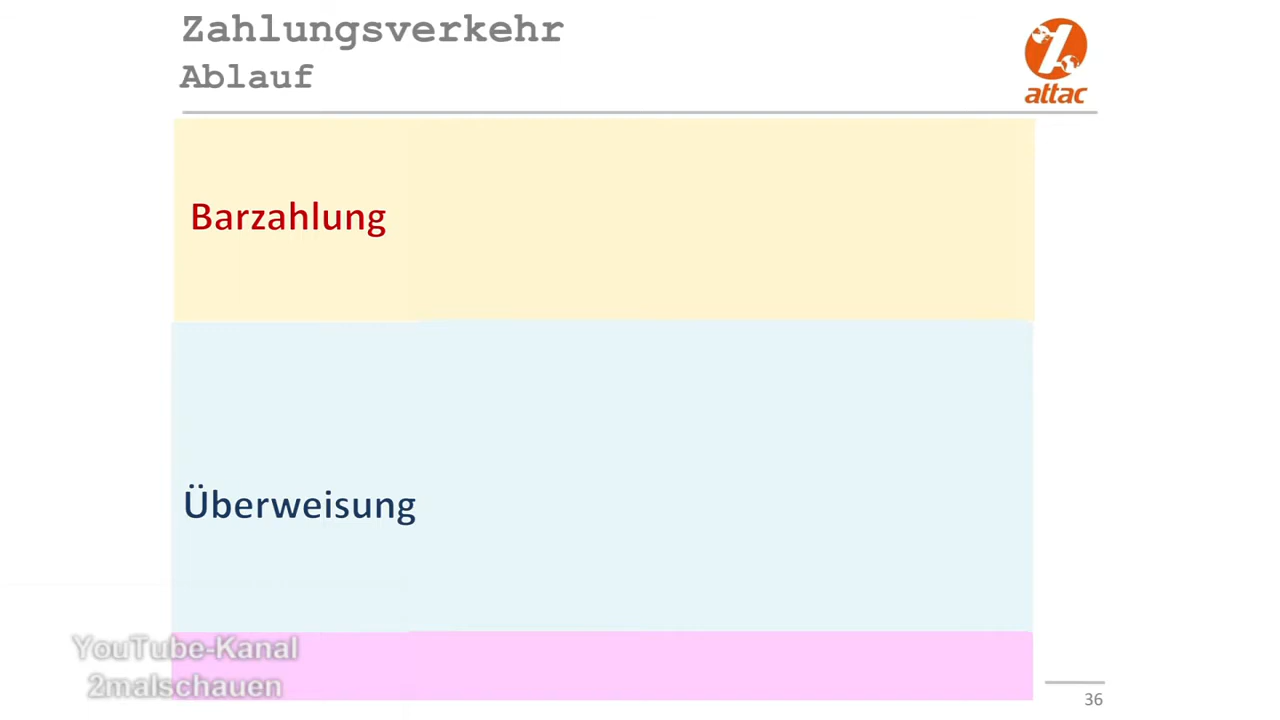 Zahlungsverkehr
Ablauf
attac
Barzahlung
Überweisung
YouTube-Kanal
2malschauen
36